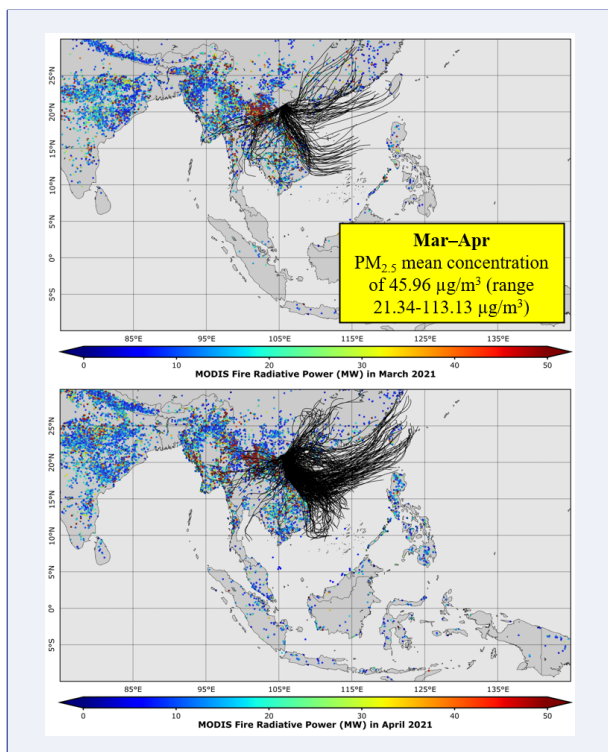 25°N
20°N
15°N
10°N
5°N
0°
5°S
Mar–Apr
PM2.5 mean concentration
of 45.96 µg/m³ (range
21.34-113.13 µg/m³)
85°E 95°E 105°E 115°E 125°E 135°E
0 10 20 30 40 50
MODIS Fire Radiative Power (MW) in March 2021
25°N
20°N
15°N
10°N
5°N
0°
5°S
85°E 95°E 105°E 115°E 125°E 135°E
0 10 20 30 40 50
MODIS Fire Radiative Power (MW) in April 2021